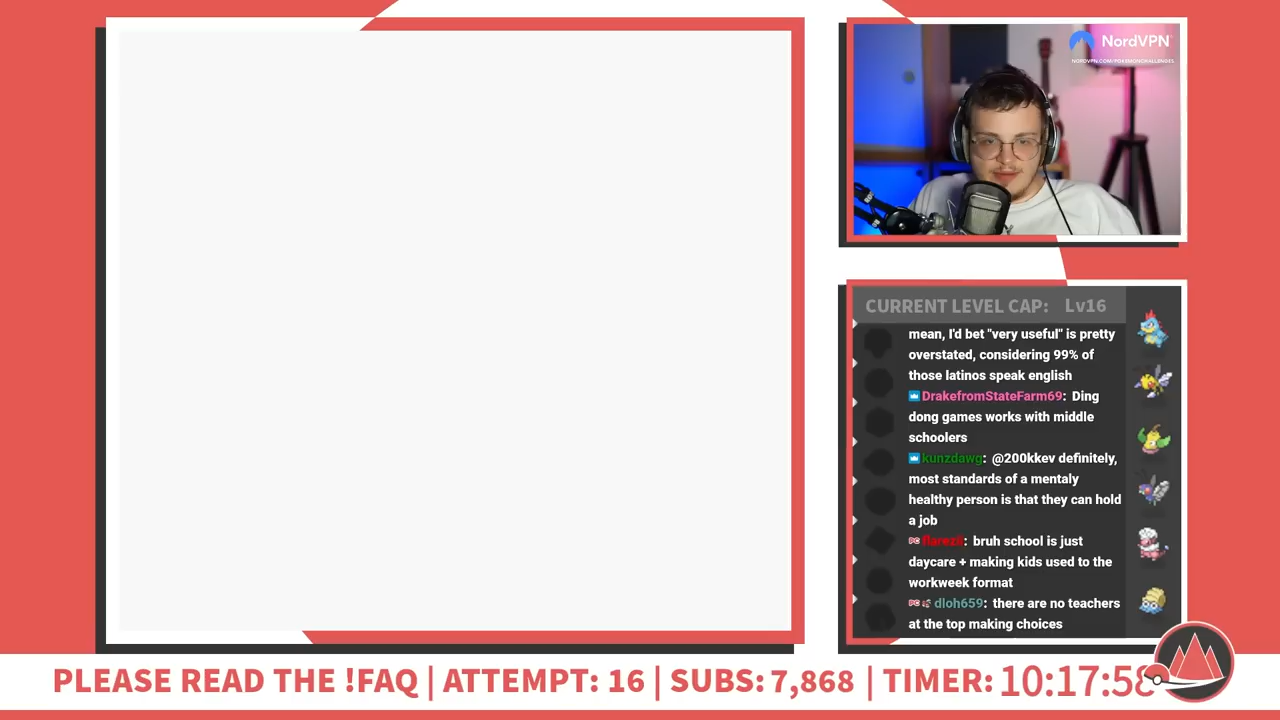 NordVPN
NORDVPN.COM/POKEMONCHALLENGES
CURRENT LEVEL CAP: Lv16
mean, I'd bet "very useful" is pretty
overstated, considering 99% of
those latinos speak english
DrakefromStateFarm69: Ding
dong games works with middle
schoolers
kunzdawg: @200kkev definitely,
most standards of a mentaly
healthy person is that they can hold
a job
: bruh school is just
daycare + making kids used to the
workweek format
dloh659: there are no teachers
at the top making choices
PLEASE READ THE !FAQ | ATTEMPT: 16 | SUBS: 7,868 | TIMER: 10:17:58